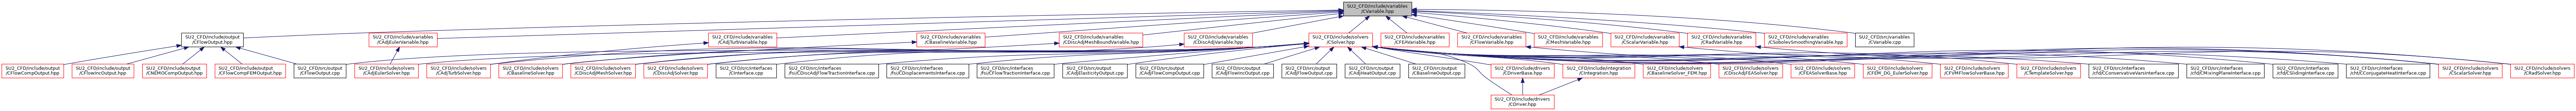 SU2_CFD/include/variables
/CVariable.hpp
SU2_CFD/include/output
/CFlowOutput.hpp
SU2_CFD/include/variables
/CAdjEulerVariable.hpp
SU2_CFD/include/variables
/CAdjTurbVariable.hpp
SU2_CFD/include/variables
/CBaselineVariable.hpp
SU2_CFD/include/variables
/CDiscAdjMeshBoundVariable.hpp
SU2_CFD/include/variables
/CDiscAdjVariable.hpp
SU2_CFD/include/solvers
/CSolver.hpp
SU2_CFD/include/variables
/CFEAVariable.hpp
SU2_CFD/include/variables
/CFlowVariable.hpp
SU2_CFD/include/variables
/CMeshVariable.hpp
SU2_CFD/include/variables
/CScalarVariable.hpp
SU2_CFD/include/variables
/CRadVariable.hpp
SU2_CFD/include/variables
/CSobolevSmoothingVariable.hpp
SU2_CFD/src/variables
/CVariable.cpp
SU2_CFD/include/output
/CFlowCompOutput.hpp
SU2_CFD/include/output
/CFlowIncOutput.hpp
SU2_CFD/include/output
/CNEMOCompOutput.hpp
SU2_CFD/include/output
/CFlowCompFEMOutput.hpp
SU2_CFD/src/output
/CFlowOutput.cpp
SU2_CFD/include/solvers
/CAdjEulerSolver.hpp
SU2_CFD/include/solvers
/CAdjTurbSolver.hpp
SU2_CFD/include/solvers
/CBaselineSolver.hpp
SU2_CFD/include/solvers
/CDiscAdjMeshSolver.hpp
SU2_CFD/include/solvers
/CDiscAdjSolver.hpp
SU2_CFD/src/interfaces
/CInterface.cpp
SU2_CFD/src/interfaces
/fsi/CDiscAdjFlowTractionInterface.cpp
SU2_CFD/src/interfaces
/fsi/CDisplacementsInterface.cpp
SU2_CFD/src/interfaces
/fsi/CFlowTractionInterface.cpp
SU2_CFD/src/output
/CAdjElasticityOutput.cpp
SU2_CFD/src/output
/CAdjFlowCompOutput.cpp
SU2_CFD/src/output
/CAdjFlowIncOutput.cpp
SU2_CFD/src/output
/CAdjFlowOutput.cpp
SU2_CFD/src/output
/CAdjHeatOutput.cpp
SU2_CFD/src/output
/CBaselineOutput.cpp
SU2_CFD/include/drivers
/CDriverBase.hpp
SU2_CFD/include/integration
/CIntegration.hpp
SU2_CFD/include/solvers
/CBaselineSolver_FEM.hpp
SU2_CFD/include/solvers
/CDiscAdjFEASolver.hpp
SU2_CFD/include/solvers
/CFEASolverBase.hpp
SU2_CFD/include/solvers
/CFEM_DG_EulerSolver.hpp
SU2_CFD/include/solvers
/CFVMFlowSolverBase.hpp
SU2_CFD/include/solvers
/CTemplateSolver.hpp
SU2_CFD/src/interfaces
/cfd/CConservativeVarsInterface.cpp
SU2_CFD/src/interfaces
/cfd/CMixingPlaneInterface.cpp
SU2_CFD/src/interfaces
/cfd/CSlidingInterface.cpp
SU2_CFD/src/interfaces
/cht/CConjugateHeatInterface.cpp
SU2_CFD/include/solvers
/CScalarSolver.hpp
SU2_CFD/include/solvers
/CRadSolver.hpp
SU2_CFD/include/drivers
/CDriver.hpp